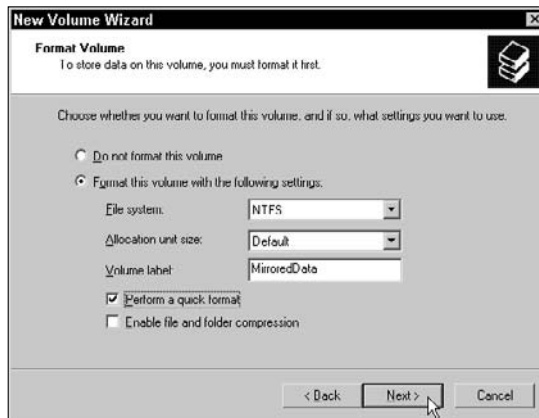 New Volume Wizard
Format Volume
To store data on this volume, you must format it first.
Choose whether you want to format this volume, and if so, what settings you want to use.
Do not format this volume
Format this volume with the following settings:
File system: NTFS
Allocation unit size: Default
Volume label: MirroredData
Perform a quick format
Enable file and folder compression
< Back Next > Cancel